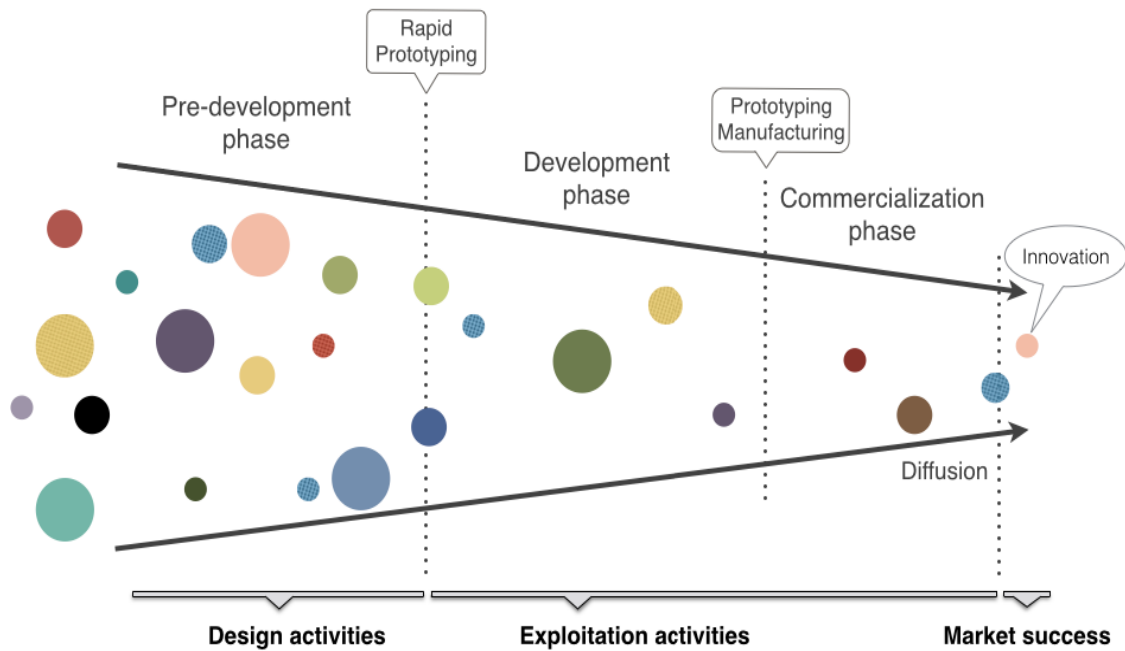 Rapid
Prototyping
Pre-development
phase
Prototyping
Manufacturing
Development
phase
Commercialization
phase
Innovation
Diffusion
Design activities
Exploitation activities
Market success